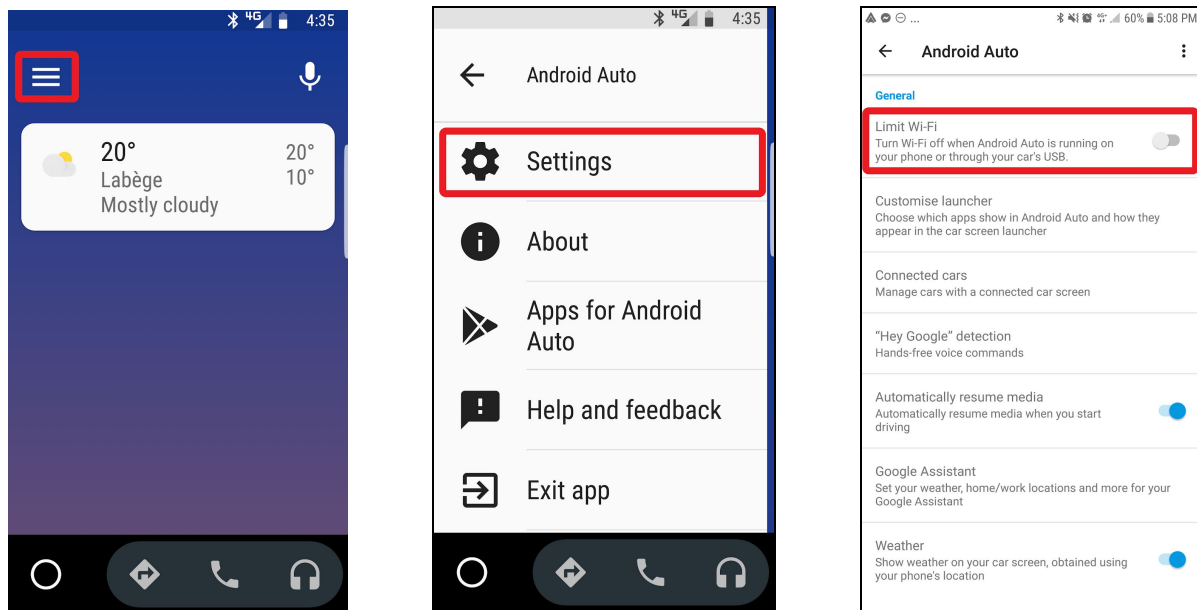 4G 4:35
20°
20°
Labège
10°
Mostly cloudy
4G 4:35
Android Auto
Settings
About
Apps for Android
Auto
Help and feedback
Exit app
... 60% 5:08 PM
Android Auto
General
Limit Wi-Fi
Turn Wi-Fi off when Android Auto is running on
your phone or through your car's USB.
Customise launcher
Choose which apps show in Android Auto and how they
appear in the car screen launcher
Connected cars
Manage cars with a connected car screen
“Hey Google” detection
Hands-free voice commands
Automatically resume media
Automatically resume media when you start
driving
Google Assistant
Set your weather, home/work locations and more for your
Google Assistant
Weather
Show weather on your car screen, obtained using
your phone's location